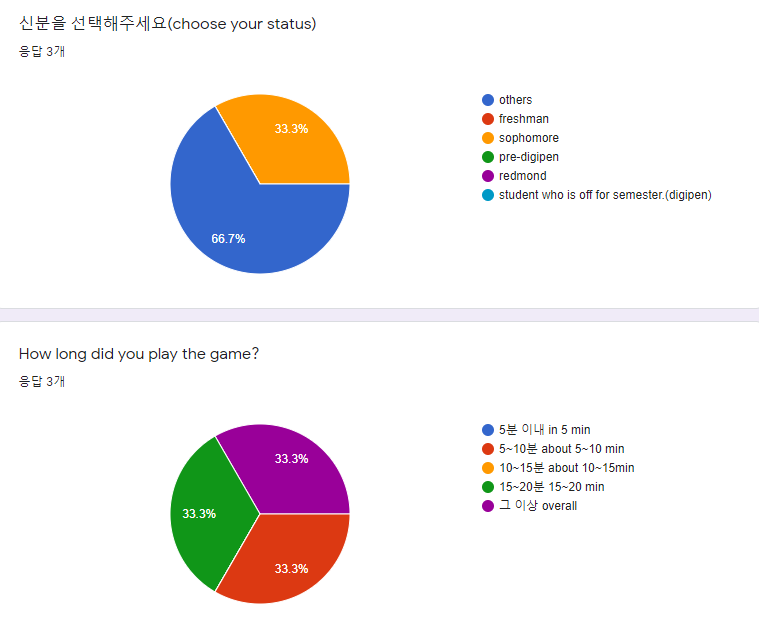 신분을 선택해주세요(choose your status)
응답 3개
33.3%
66.7%
others
freshman
sophomore
pre-digipen
redmond
student who is off for semester.(digipen)
How long did you play the game?
응답 3개
33.3%
33.3%
33.3%
5분 이내 in 5 min
5~10분 about 5~10 min
10~15분 about 10~15min
15~20분 15~20 min
그 이상 overall